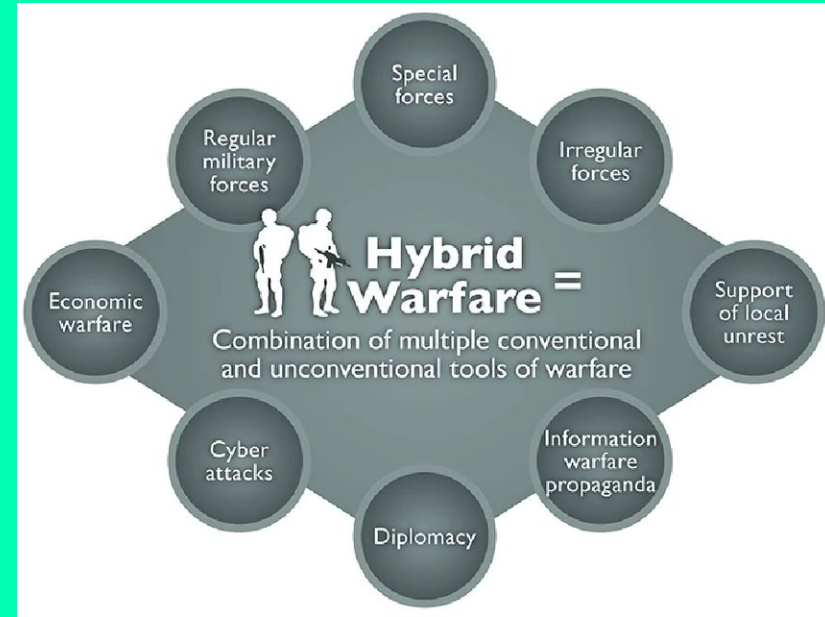 Special
forces
Regular
military
forces
Irregular
forces
Hybrid
Warfare =
Combination of multiple conventional
and unconventional tools of warfare
Economic
warfare
Support
of local
unrest
Cyber
attacks
Information
warfare
propaganda
Diplomacy